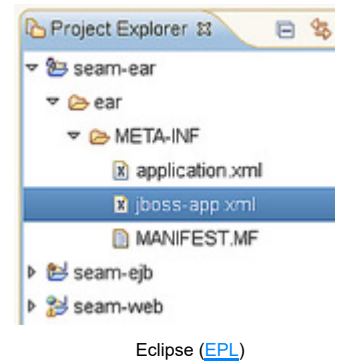 Project Explorer
seam-ear
ear
META-INF
application.xml
jboss-app.xml
MANIFEST.MF
seam-ejb
seam-web
Eclipse (EPL)